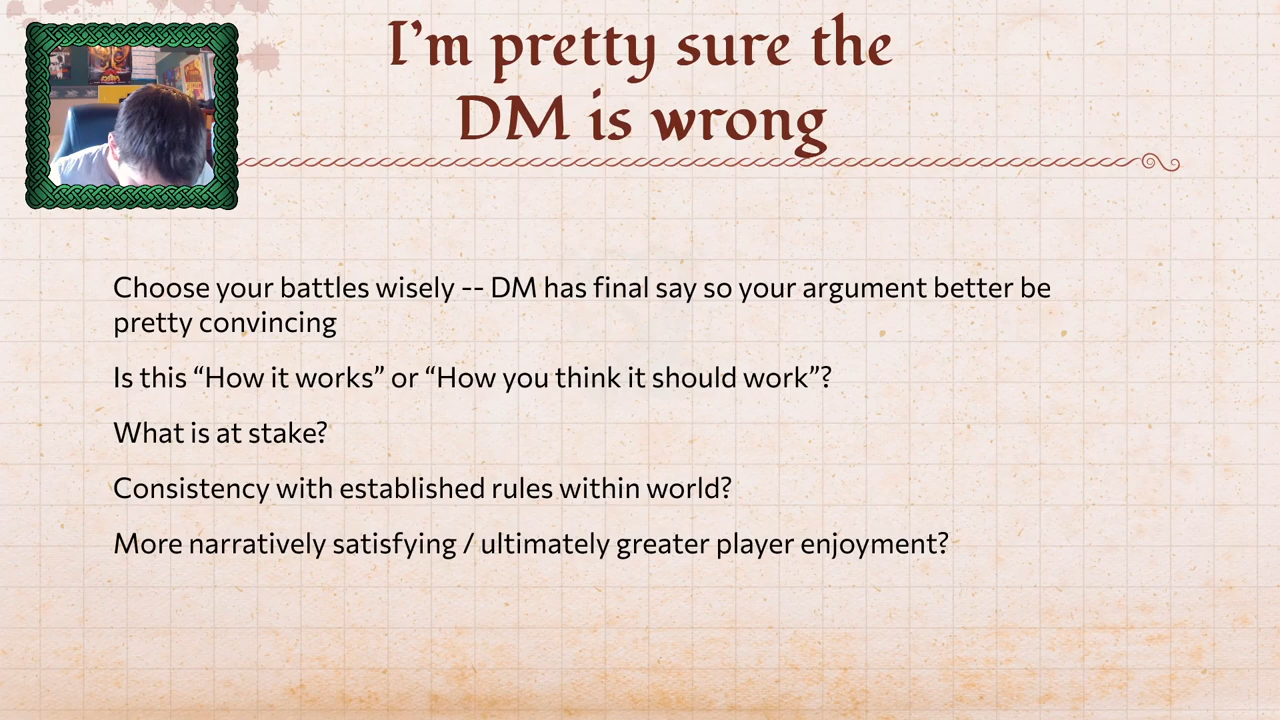 I’m pretty sure the
DM is wrong
Choose your battles wisely -- DM has final say so your argument better be
pretty convincing
Is this “How it works” or “How you think it should work”?
What is at stake?
Consistency with established rules within world?
More narratively satisfying / ultimately greater player enjoyment?